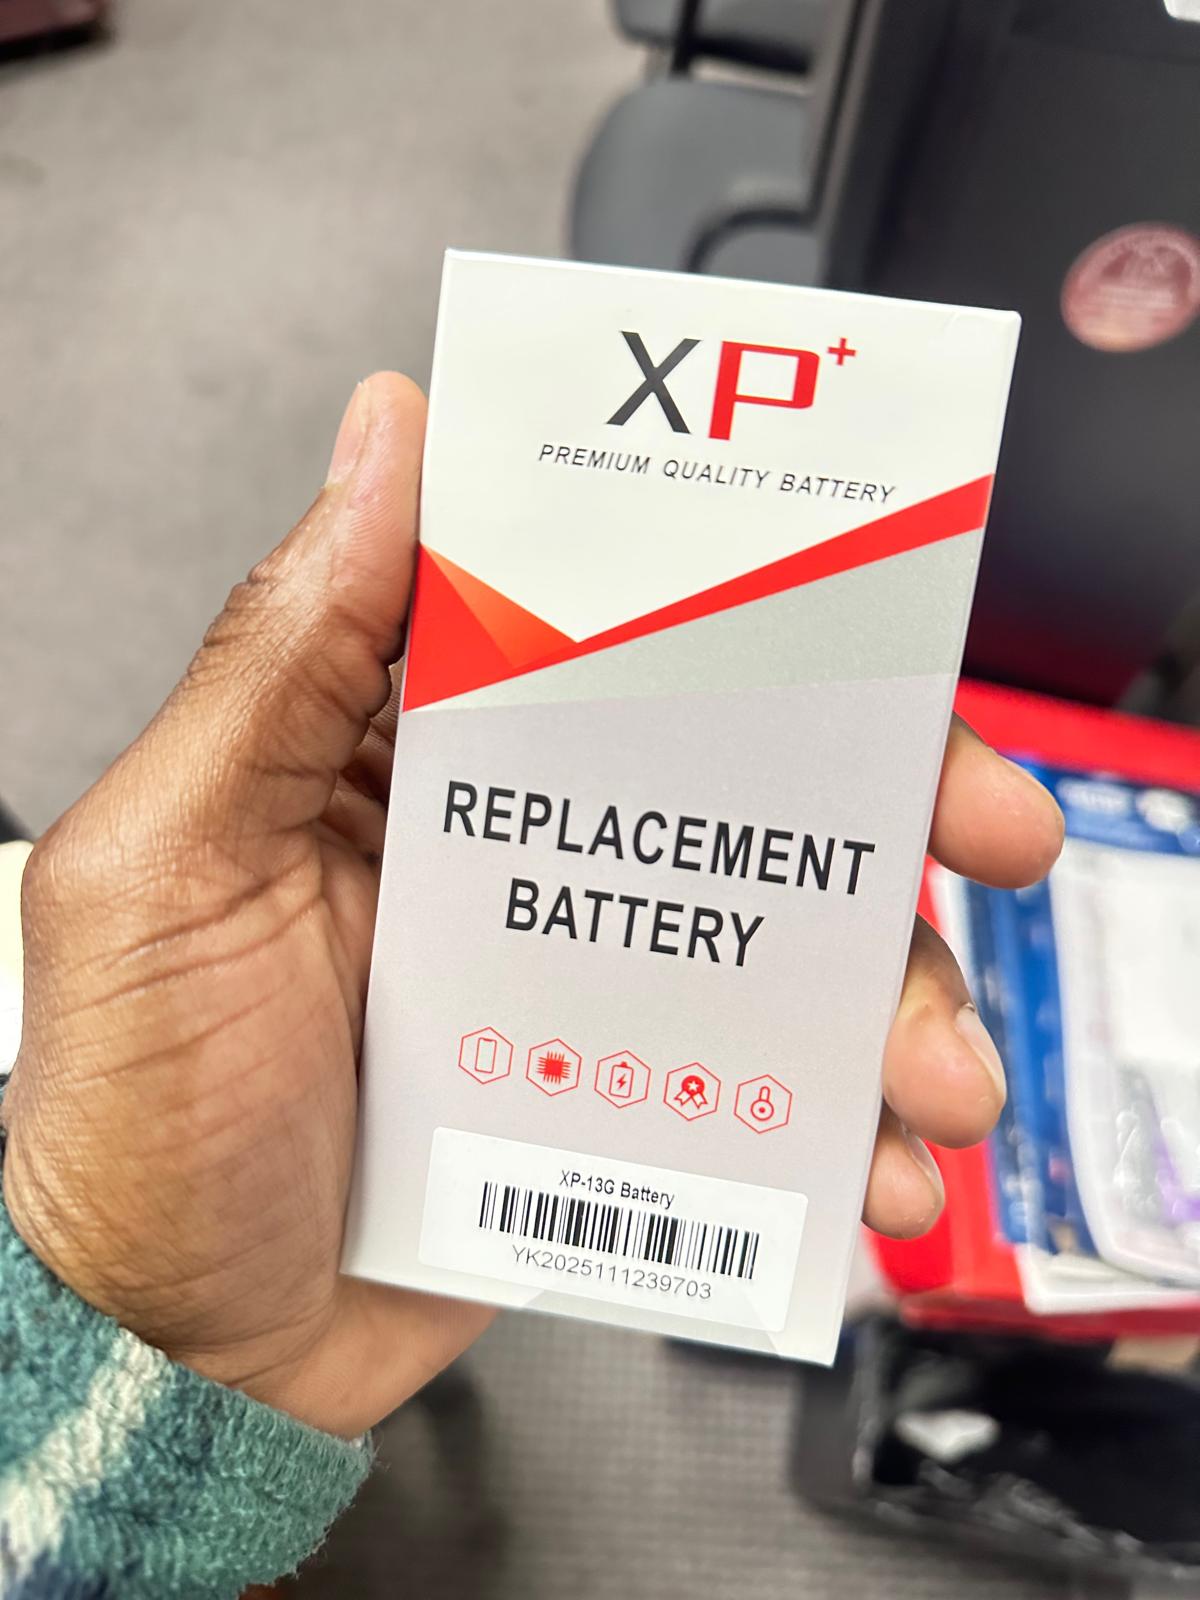 XP+
PREMIUM QUALITY BATTERY
REPLACEMENT
BATTERY
XP-13G Battery
YK2025111239703